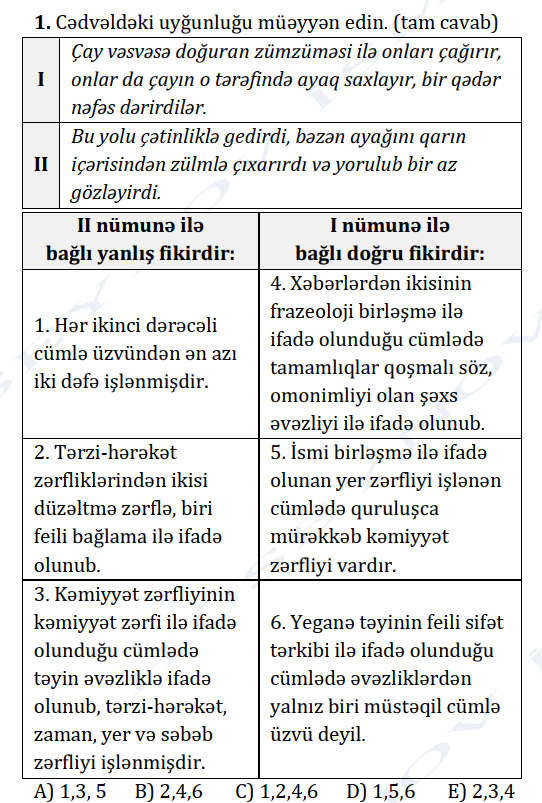 1. Cədvəldəki uyğunluğu müəyyən edin. (tam cavab)
I
Çay vəsvəsə doğuran zümzüməsi ilə onları çağırır,
onlar da çayın o tərəfində ayaq saxlayır, bir qədər
nəfəs dərirdilər.
II
Bu yolu çətinliklə gedirdi, bəzən ayağını qarın
içərisindən zülmlə çıxarırdı və yorulub bir az
gözləyirdi.
II nümunə ilə
bağlı yanlış fikirdir:
I nümunə ilə
bağlı doğru fikirdir:
1. Hər ikinci dərəcəli
cümlə üzvündən ən azı
iki dəfə işlənmişdir.
4. Xəbərlərdən ikisinin
frazeoloji birləşmə ilə
ifadə olunduğu cümlədə
tamamlıqlar qoşmalı söz,
omonimliyi olan şəxs
əvəzliyi ilə ifadə olunub.
2. Tərzi-hərəkət
zərfliklərindən ikisi
düzəltmə zərflə, biri
feili bağlama ilə ifadə
olunub.
5. İsmi birləşmə ilə ifadə
olunan yer zərfliyi işlənən
cümlədə quruluşca
mürəkkəb kəmiyyət
zərfliyi vardır.
3. Kəmiyyət zərfliyinin
kəmiyyət zərfi ilə ifadə
olunduğu cümlədə
təyin əvəzliklə ifadə
olunub, tərzi-hərəkət,
zaman, yer və səbəb
zərfliyi işlənmişdir.
6. Yeganə təyinin feili sifət
tərkibi ilə ifadə olunduğu
cümlədə əvəzliklərdən
yalnız biri müstəqil cümlə
üzvü deyil.
A) 1,3, 5 B) 2,4,6 C) 1,2,4,6 D) 1,5,6 E) 2,3,4